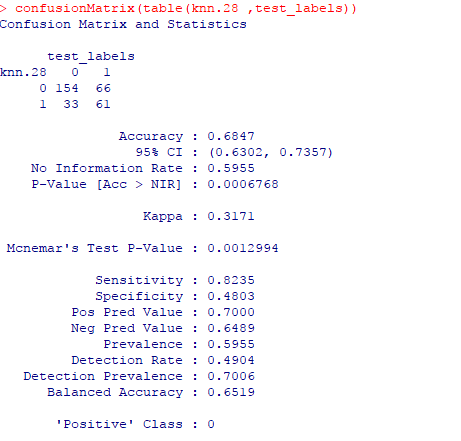 > confusionMatrix(table(knn.28 ,test_labels))
Confusion Matrix and Statistics
test_labels
knn.28   0   1
0 154  66
1  33  61
Accuracy : 0.6847
95% CI : (0.6302, 0.7357)
No Information Rate : 0.5955
P-Value [Acc > NIR] : 0.0006768
Kappa : 0.3171
Mcnemar's Test P-Value : 0.0012994
Sensitivity : 0.8235
Specificity : 0.4803
Pos Pred Value : 0.7000
Neg Pred Value : 0.6489
Prevalence : 0.5955
Detection Rate : 0.4904
Detection Prevalence : 0.7006
Balanced Accuracy : 0.6519
'Positive' Class : 0